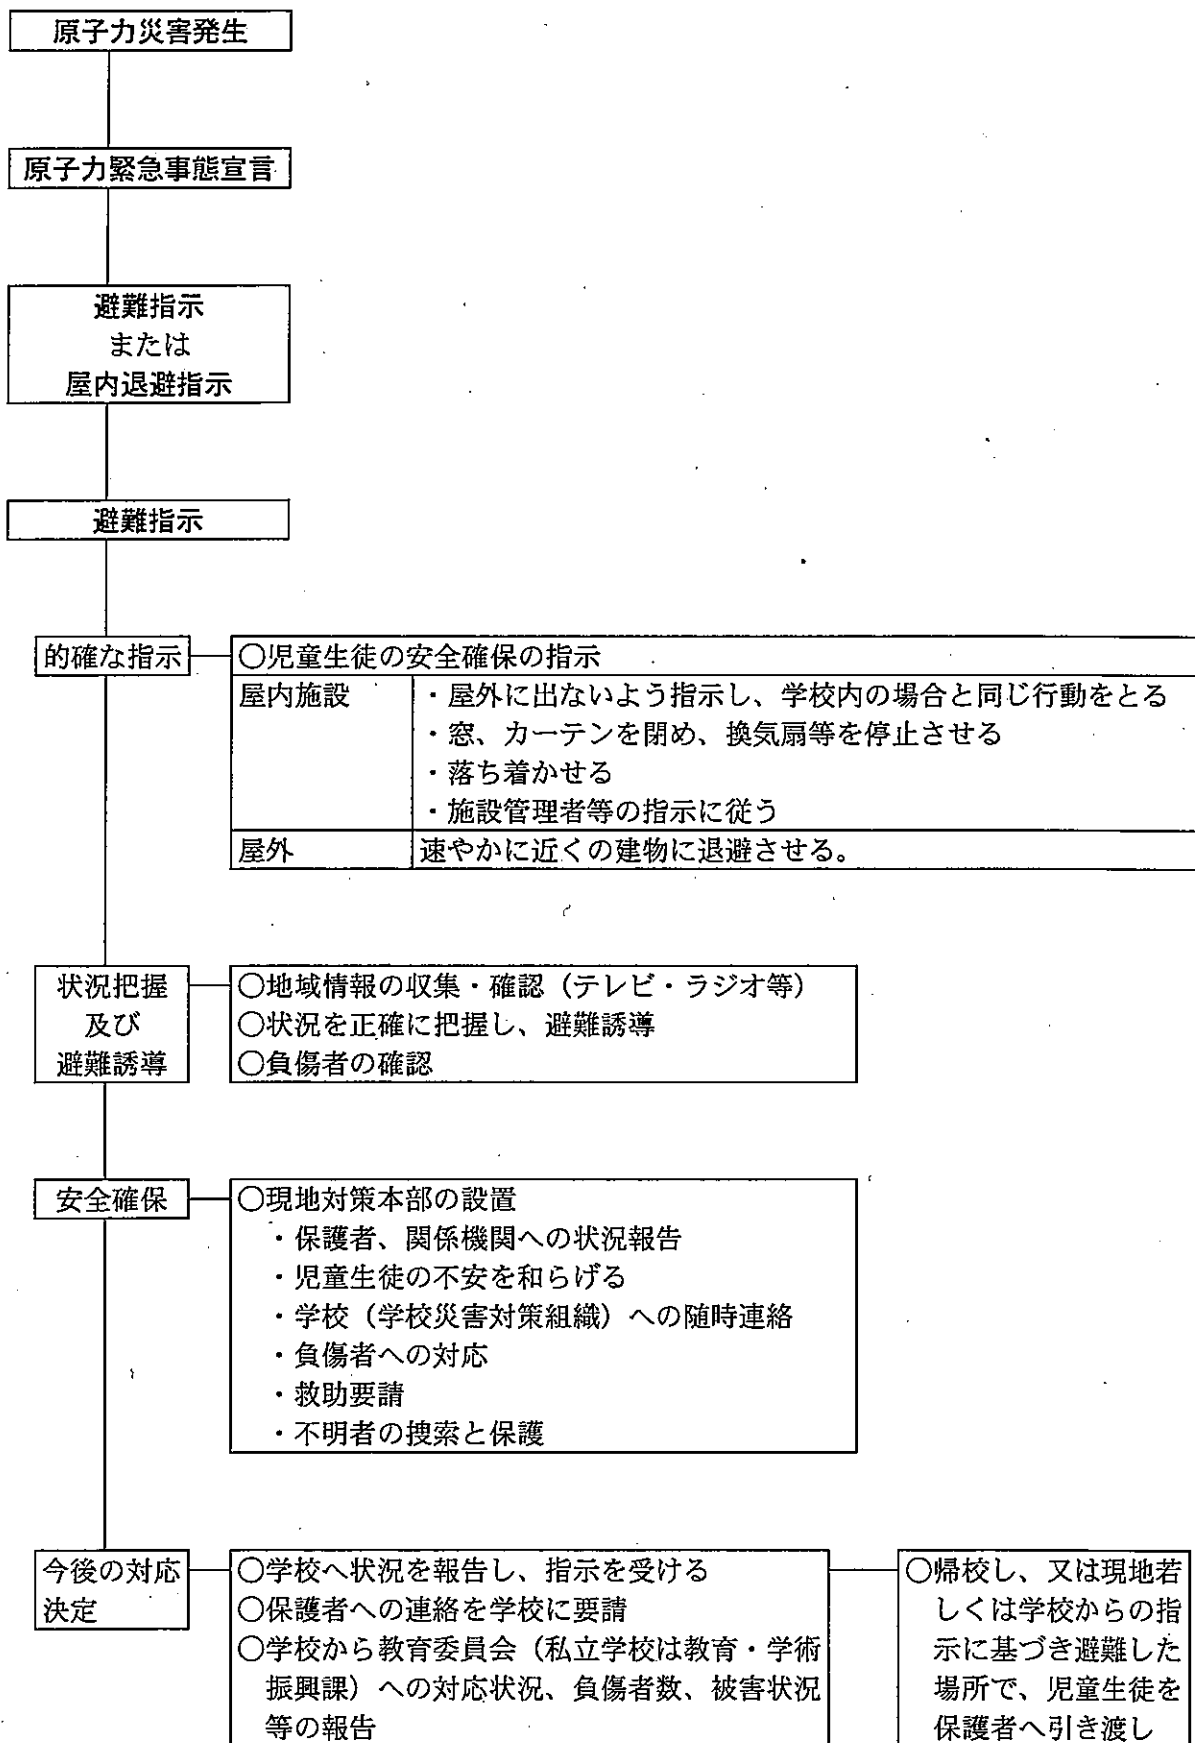 原子力災害発生
原子力緊急事態宣言
避難指示
または
屋内退避指示
避難指示
的確な指示
○児童生徒の安全確保の指示
屋内施設
・屋外に出ないよう指示し、学校内の場合と同じ行動をとる
・窓、カーテンを閉め、換気扇等を停止させる
・落ち着かせる
・施設管理者等の指示に従う
屋外
速やかに近くの建物に退避させる。
状況把握
及び
避難誘導
○地域情報の収集・確認（テレビ・ラジオ等）
○状況を正確に把握し、避難誘導
○負傷者の確認
安全確保
○現地対策本部の設置
・保護者、関係機関への状況報告
・児童生徒の不安を和らげる
・学校（学校災害対策組織）への随時連絡
・負傷者への対応
・救助要請
・不明者の捜索と保護
今後の対応
決定
○学校へ状況を報告し、指示を受ける
○保護者への連絡を学校に要請
○学校から教育委員会（私立学校は教育・学術
振興課）への対応状況、負傷者数、被害状況
等の報告
○帰校し、又は現地若
しくは学校からの指
示に基づき避難した
場所で、児童生徒を
保護者へ引き渡し